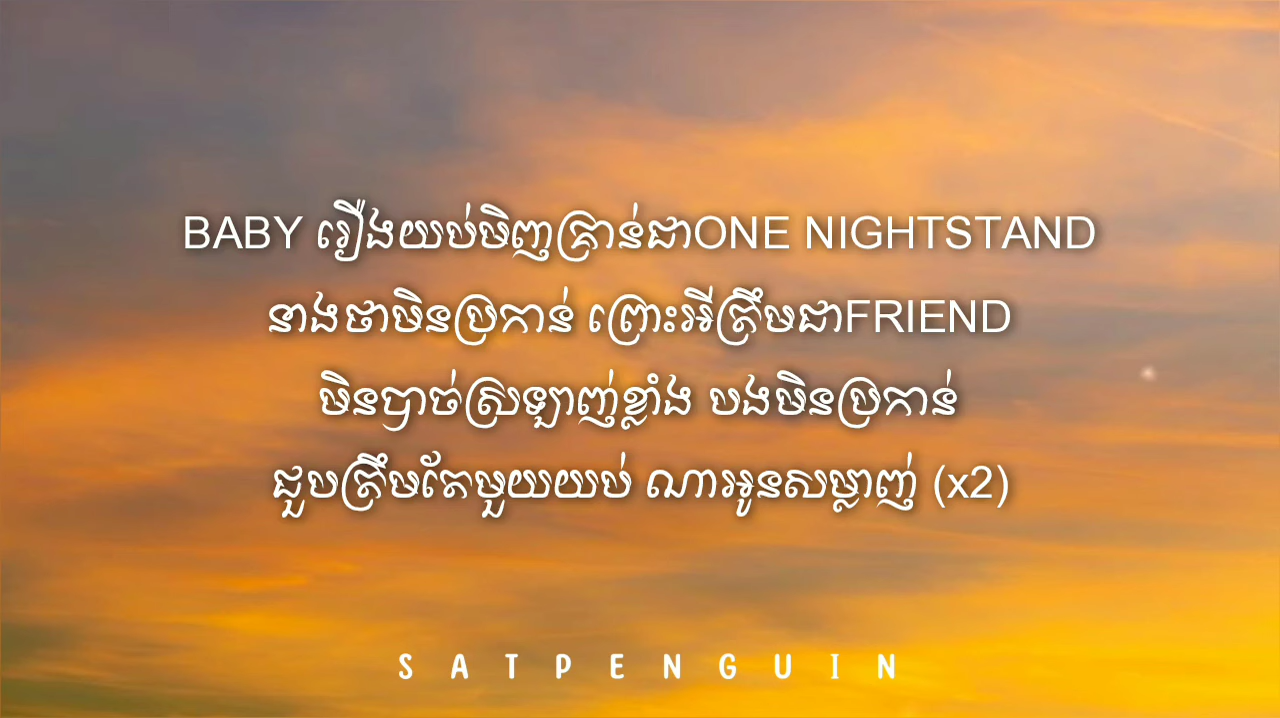 BABY រឿងយប់មិញគ្រាន់ជាONE NIGHTSTAND
នាងថាមិនប្រកាន់ ព្រោះអីត្រឹមជាFRIEND
មិនបាច់ស្រឡាញ់ខ្លាំង បងមិនប្រកាន់
ជួបត្រឹមតែមួយយប់ ណាអូនសម្លាញ់ (x2)
SATPENGUIN